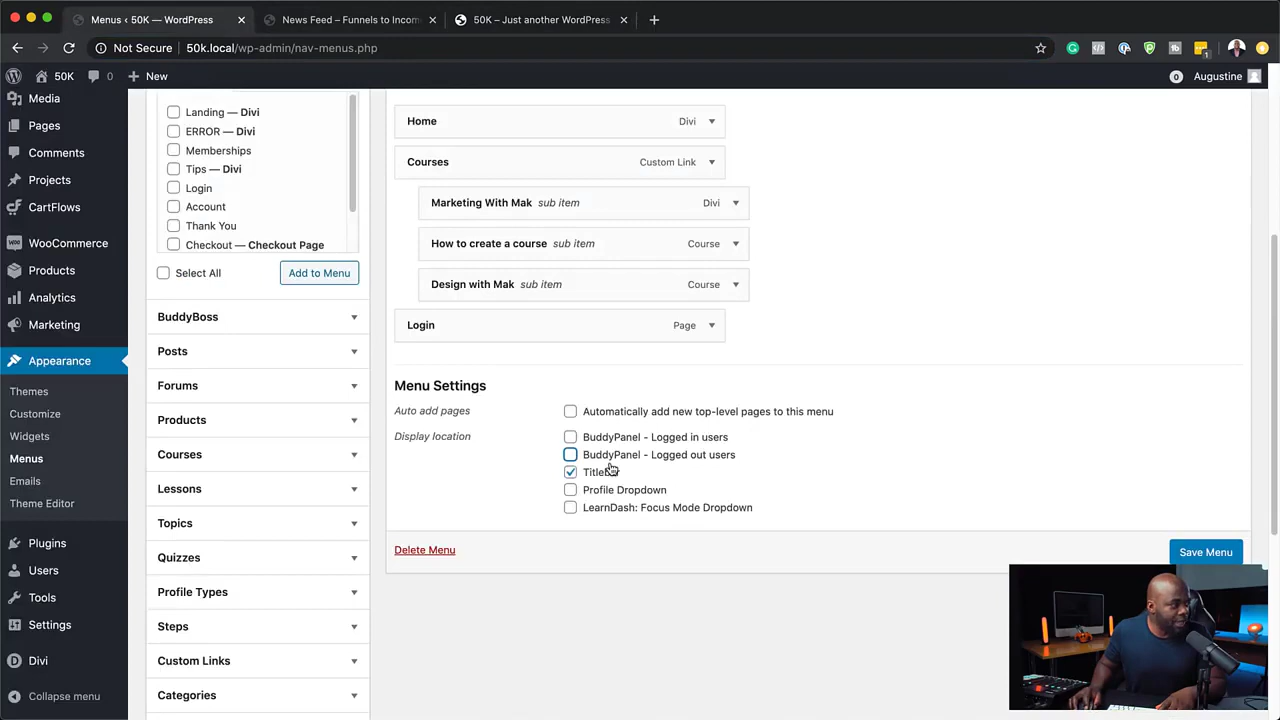 Menus ‹ 50K — WordPress
News Feed – Funnels to Incom
50K – Just another WordPress
Not Secure
50k.local/wp-admin/nav-menus.php
1
50K
0
New
0
Augustine
Media
Pages
Comments
Projects
CartFlows
WooCommerce
Products
Analytics
Marketing
Appearance
Themes
Customize
Widgets
Menus
Emails
Theme Editor
Plugins
Users
Tools
Settings
Divi
Collapse menu
Landing — Divi
ERROR — Divi
Memberships
Tips — Divi
Login
Account
Thank You
Checkout — Checkout Page
Select All
Add to Menu
BuddyBoss
Posts
Forums
Products
Courses
Lessons
Topics
Quizzes
Profile Types
Steps
Custom Links
Categories
Home Divi
Courses Custom Link
Marketing With Mak sub item Divi
How to create a course sub item Course
Design with Mak sub item Course
Login Page
Menu Settings
Auto add pages
Automatically add new top-level pages to this menu
Display location
BuddyPanel - Logged in users
BuddyPanel - Logged out users
Profile Dropdown
LearnDash: Focus Mode Dropdown
Delete Menu
Save Menu